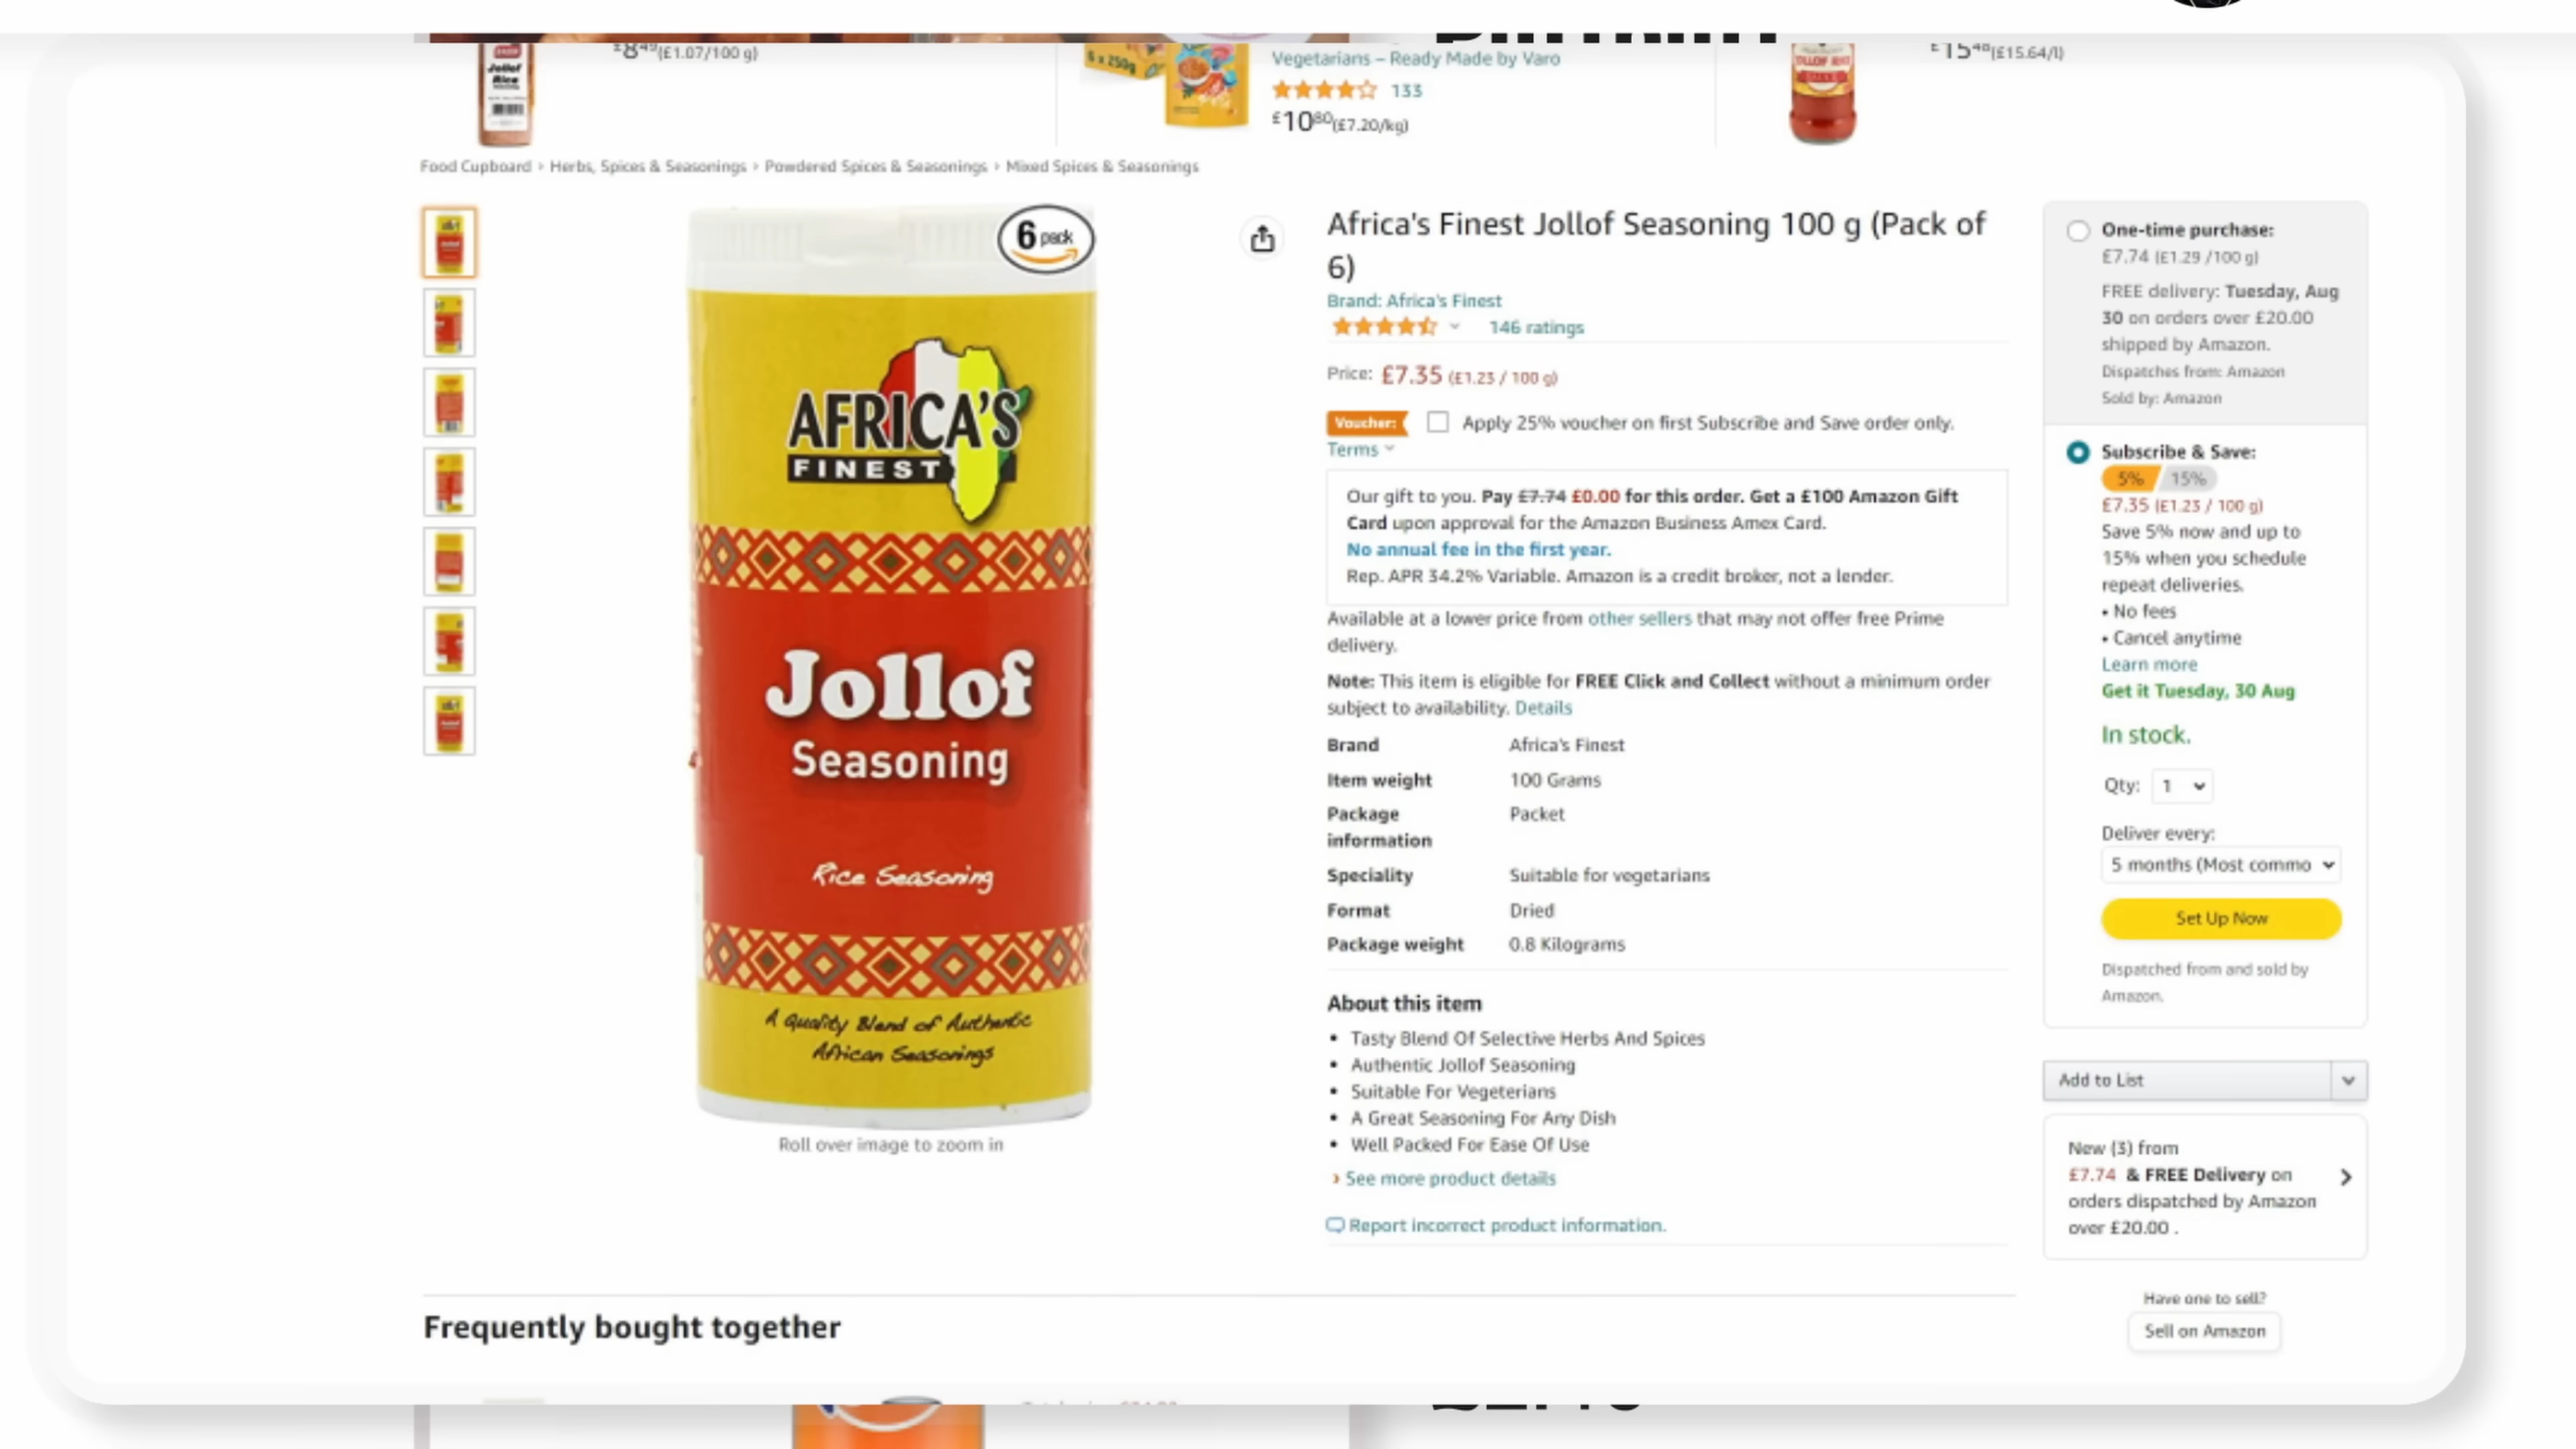 £8.49(£1.07/100 g)
Jollof
Rice
6 x 250g
Vegetarians – Ready Made by Varo
133
£10.80(£7.20/kg)
£15.48(£15.64/l)
Food Cupboard › Herbs, Spices & Seasonings › Powdered Spices & Seasonings › Mixed Spices & Seasonings
6 pack
AFRICA'S
FINEST
Jollof
Seasoning
Rice Seasoning
A Quality Blend of Authentic
African Seasonings
Roll over image to zoom in
Africa's Finest Jollof Seasoning 100 g (Pack of
6)
Brand: Africa's Finest
146 ratings
Price: £7.35 (£1.23 / 100 g)
Voucher: Apply 25% voucher on first Subscribe and Save order only.
Terms
Our gift to you. Pay £7.74 £0.00 for this order. Get a £100 Amazon Gift
Card upon approval for the Amazon Business Amex Card.
No annual fee in the first year.
Rep. APR 34.2% Variable. Amazon is a credit broker, not a lender.
Available at a lower price from other sellers that may not offer free Prime
delivery.
Note: This item is eligible for FREE Click and Collect without a minimum order
subject to availability. Details
Brand Africa's Finest
Item weight 100 Grams
Package Packet
information
Speciality Suitable for vegetarians
Format Dried
Package weight 0.8 Kilograms
About this item
• Tasty Blend Of Selective Herbs And Spices
• Authentic Jollof Seasoning
• Suitable For Vegeterians
• A Great Seasoning For Any Dish
• Well Packed For Ease Of Use
› See more product details
Report incorrect product information.
One-time purchase:
£7.74 (£1.29 /100 g)
FREE delivery: Tuesday, Aug
30 on orders over £20.00
shipped by Amazon.
Dispatches from: Amazon
Sold by: Amazon
Subscribe & Save:
5% 15%
£7.35 (£1.23 / 100 g)
Save 5% now and up to
15% when you schedule
repeat deliveries.
• No fees
• Cancel anytime
Learn more
Get it Tuesday, 30 Aug
In stock.
Qty: 1
Deliver every:
5 months (Most commo
Set Up Now
Dispatched from and sold by
Amazon.
Add to List
New (3) from
£7.74 & FREE Delivery on
orders dispatched by Amazon
over £20.00 .
Have one to sell?
Sell on Amazon
Frequently bought together